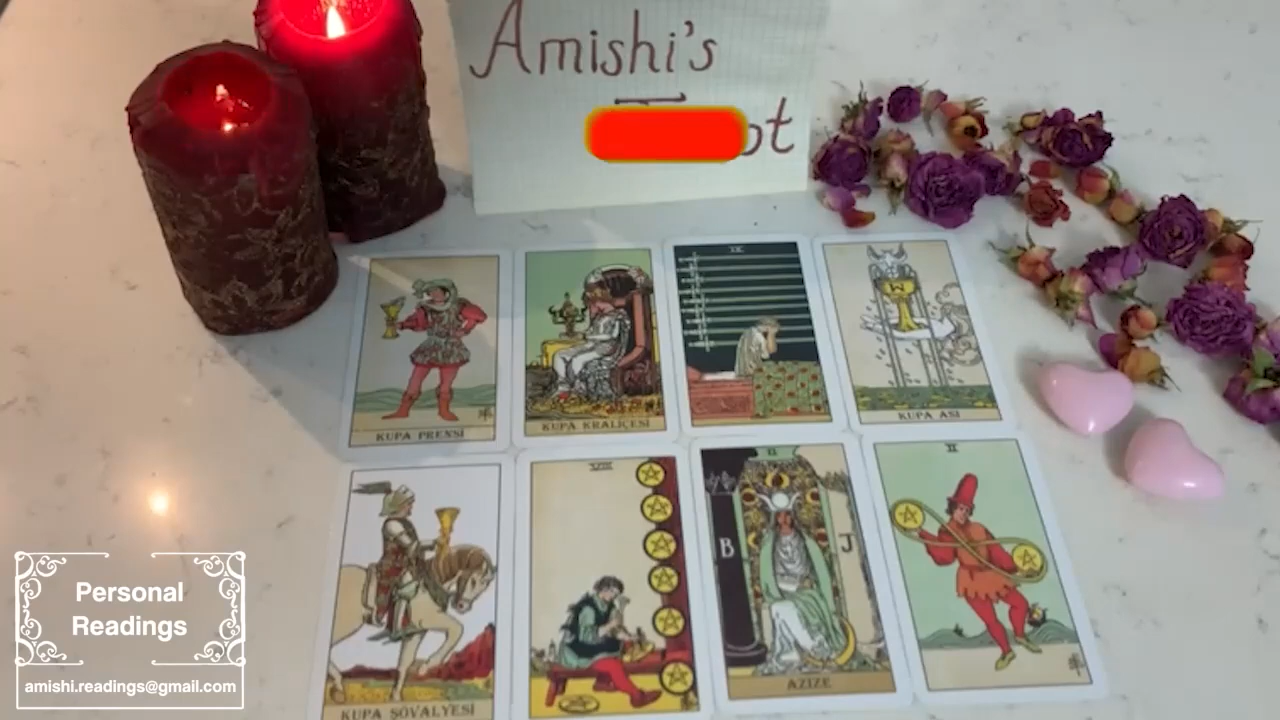 Amishi's
ot
IX
KUPA PRENSİ
KUPA KRALİÇESİ
KUPA ASI
VIII
II
B
J
KUPA ŞÖVALYESİ
AZİZE
II
Personal
Readings
amishi.readings@gmail.com